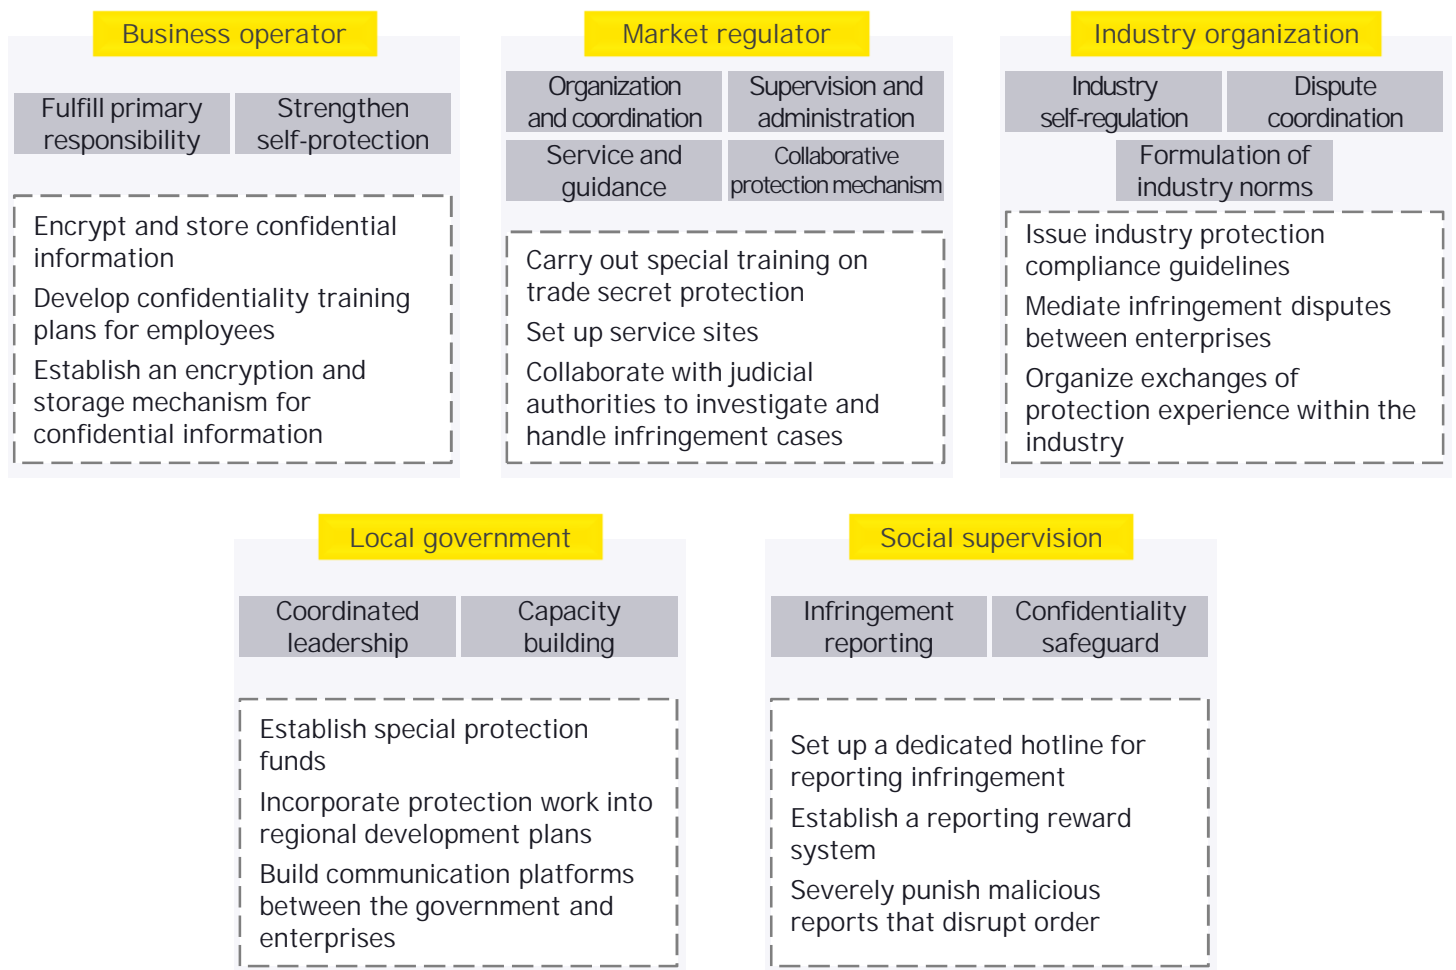 Business operator
Fulfill primary
responsibility
Strengthen
self-protection
Encrypt and store confidential
information
Develop confidentiality training
plans for employees
Establish an encryption and
storage mechanism for
confidential information
Market regulator
Organization
and coordination
Supervision and
administration
Service and
guidance
Collaborative
protection mechanism
Carry out special training on
trade secret protection
Set up service sites
Collaborate with judicial
authorities to investigate and
handle infringement cases
Industry organization
Industry
self-regulation
Dispute
coordination
Formulation of
industry norms
Issue industry protection
compliance guidelines
Mediate infringement disputes
between enterprises
Organize exchanges of
protection experience within the
industry
Local government
Coordinated
leadership
Capacity
building
Establish special protection
funds
Incorporate protection work into
regional development plans
Build communication platforms
between the government and
enterprises
Social supervision
Infringement
reporting
Confidentiality
safeguard
Set up a dedicated hotline for
reporting infringement
Establish a reporting reward
system
Severely punish malicious
reports that disrupt order